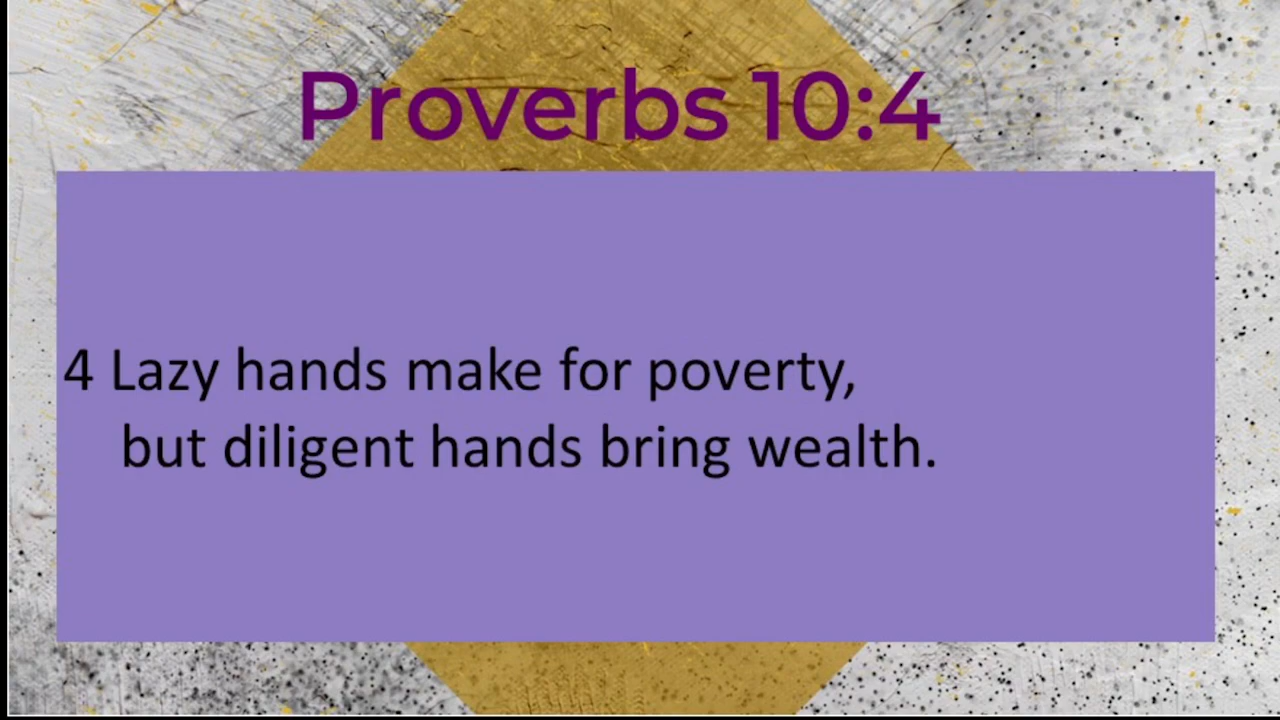 Proverbs 10:4
4 Lazy hands make for poverty,
but diligent hands bring wealth.